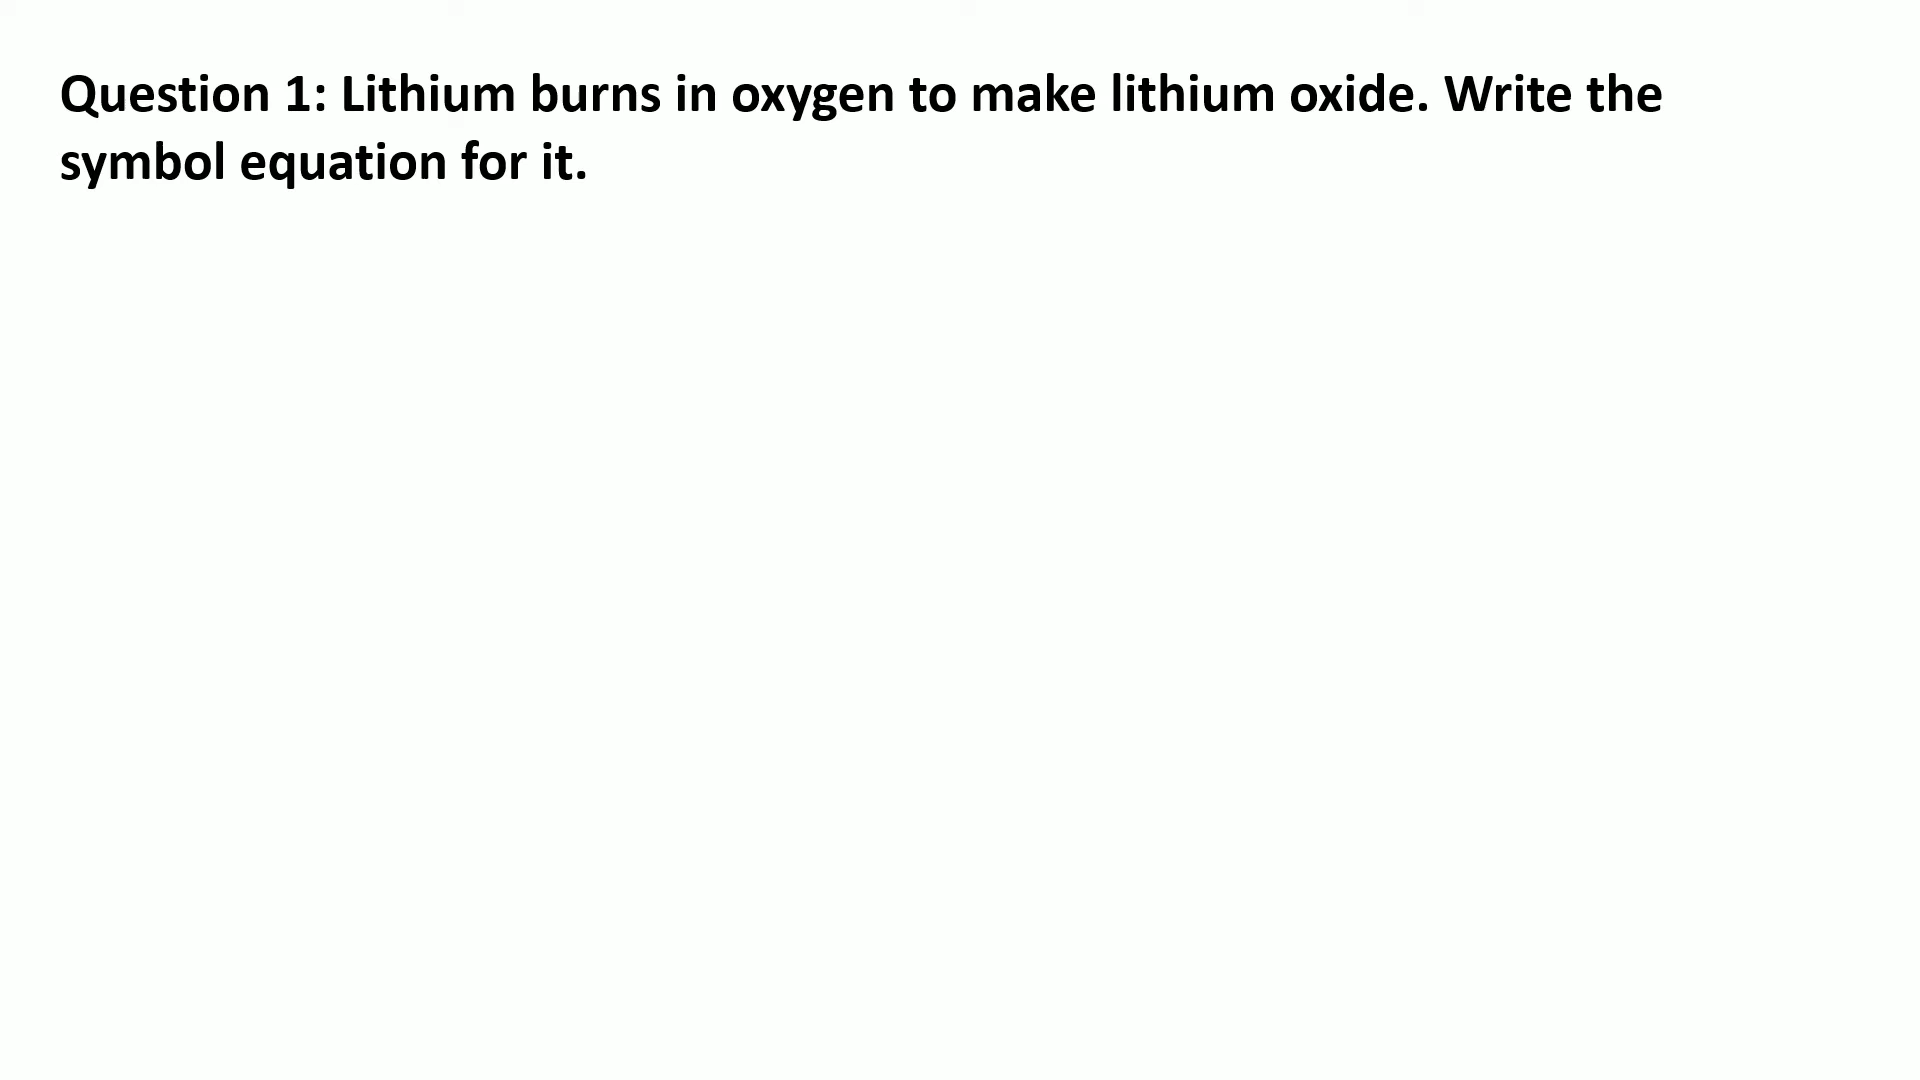 Question 1: Lithium burns in oxygen to make lithium oxide. Write the
symbol equation for it.